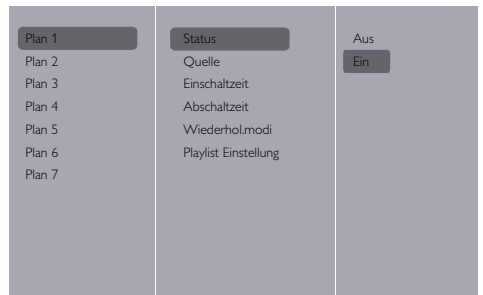 Plan 1
Plan 2
Plan 3
Plan 4
Plan 5
Plan 6
Plan 7
Status
Quelle
Einschaltzeit
Abschaltzeit
Wiederhol.modi
Playlist Einstellung
Aus
Ein